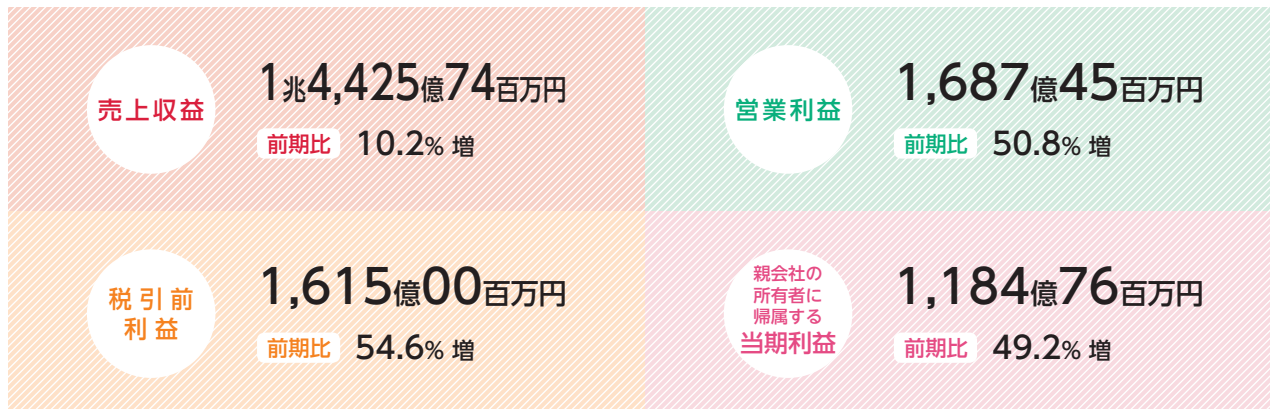 売上収益
1兆4,425億74百万円
前期比 10.2% 増
営業利益
1,687億45百万円
前期比 50.8% 増
税引前
利益
1,615億00百万円
前期比 54.6% 増
親会社の
所有者に
帰属する
当期利益
1,184億76百万円
前期比 49.2% 増